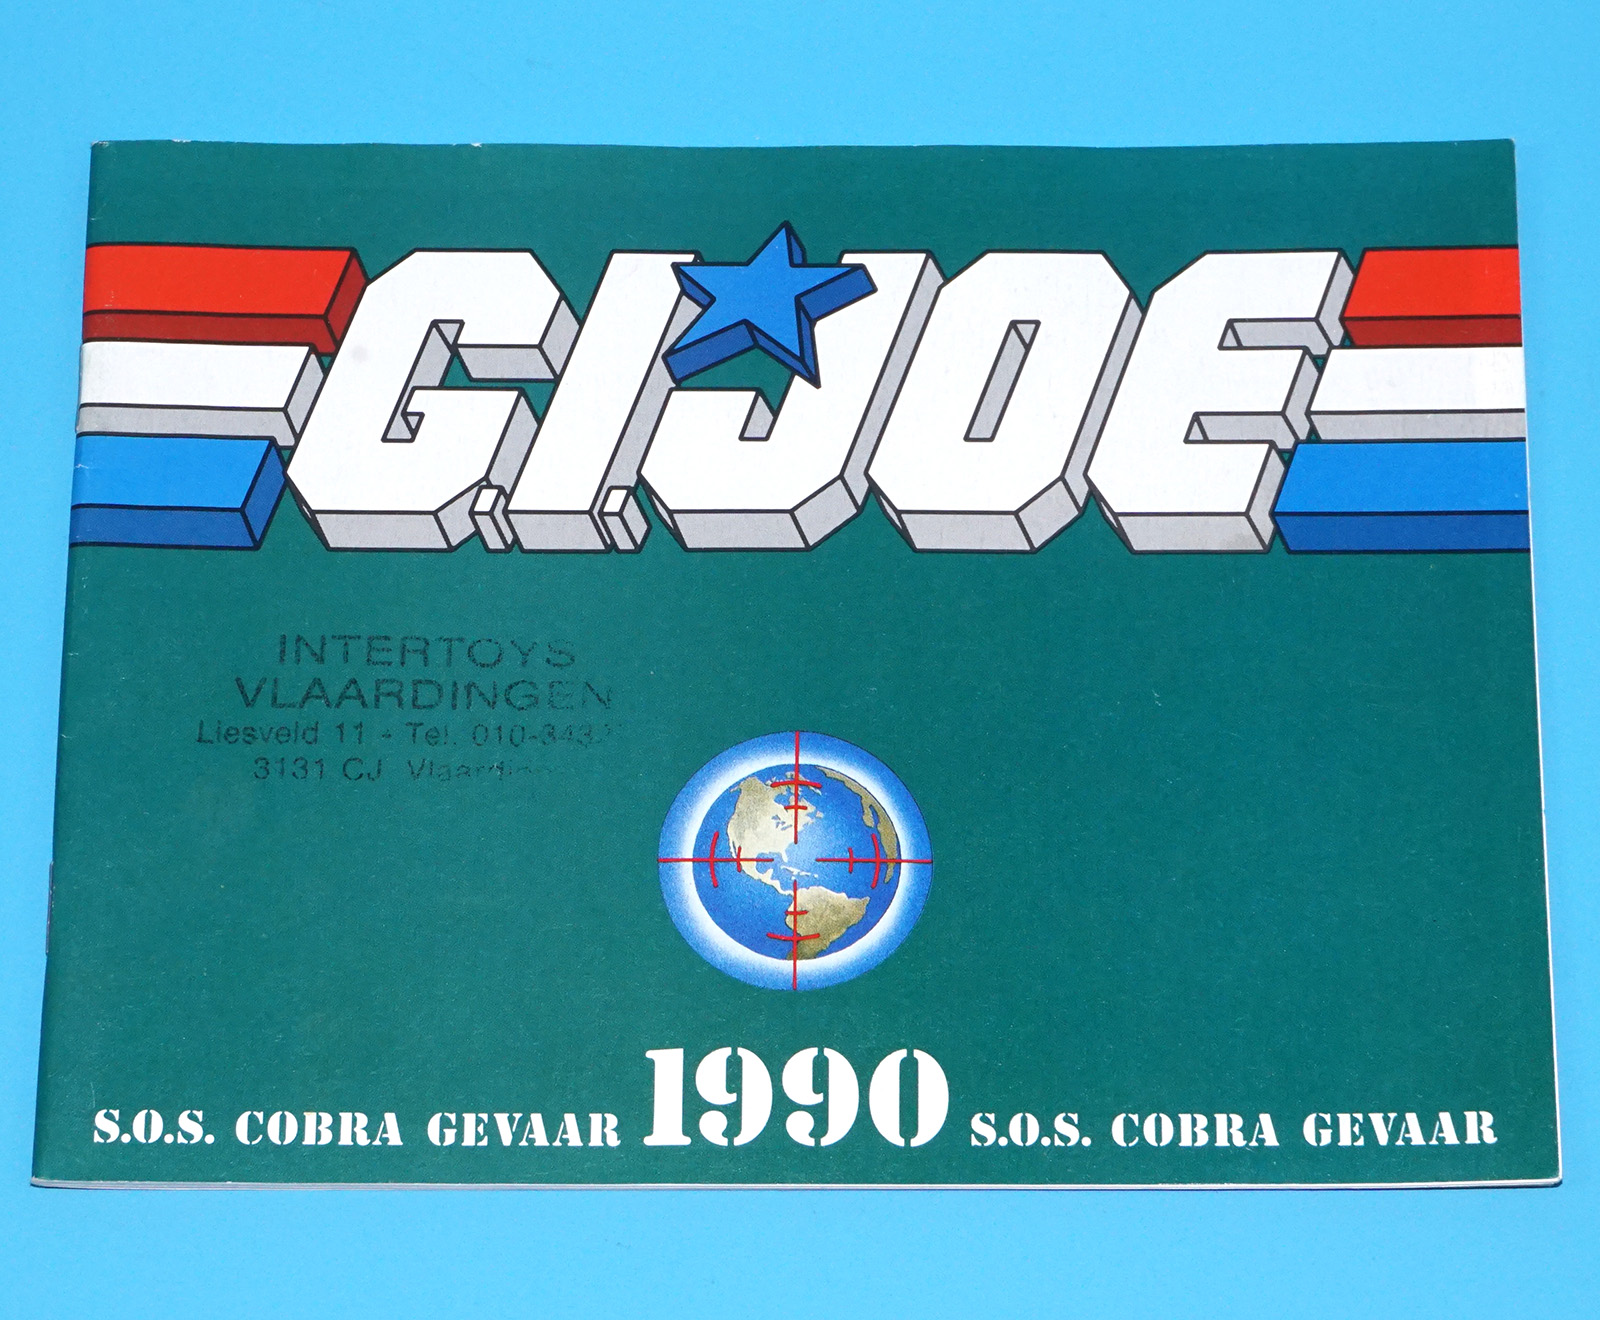 G.I.JOE
INTERTOYS
VLAARDINGEN
Liesveld 11 - Tel.
3131 CJ
S.O.S. COBRA GEVAAR 1990 S.O.S. COBRA GEVAAR